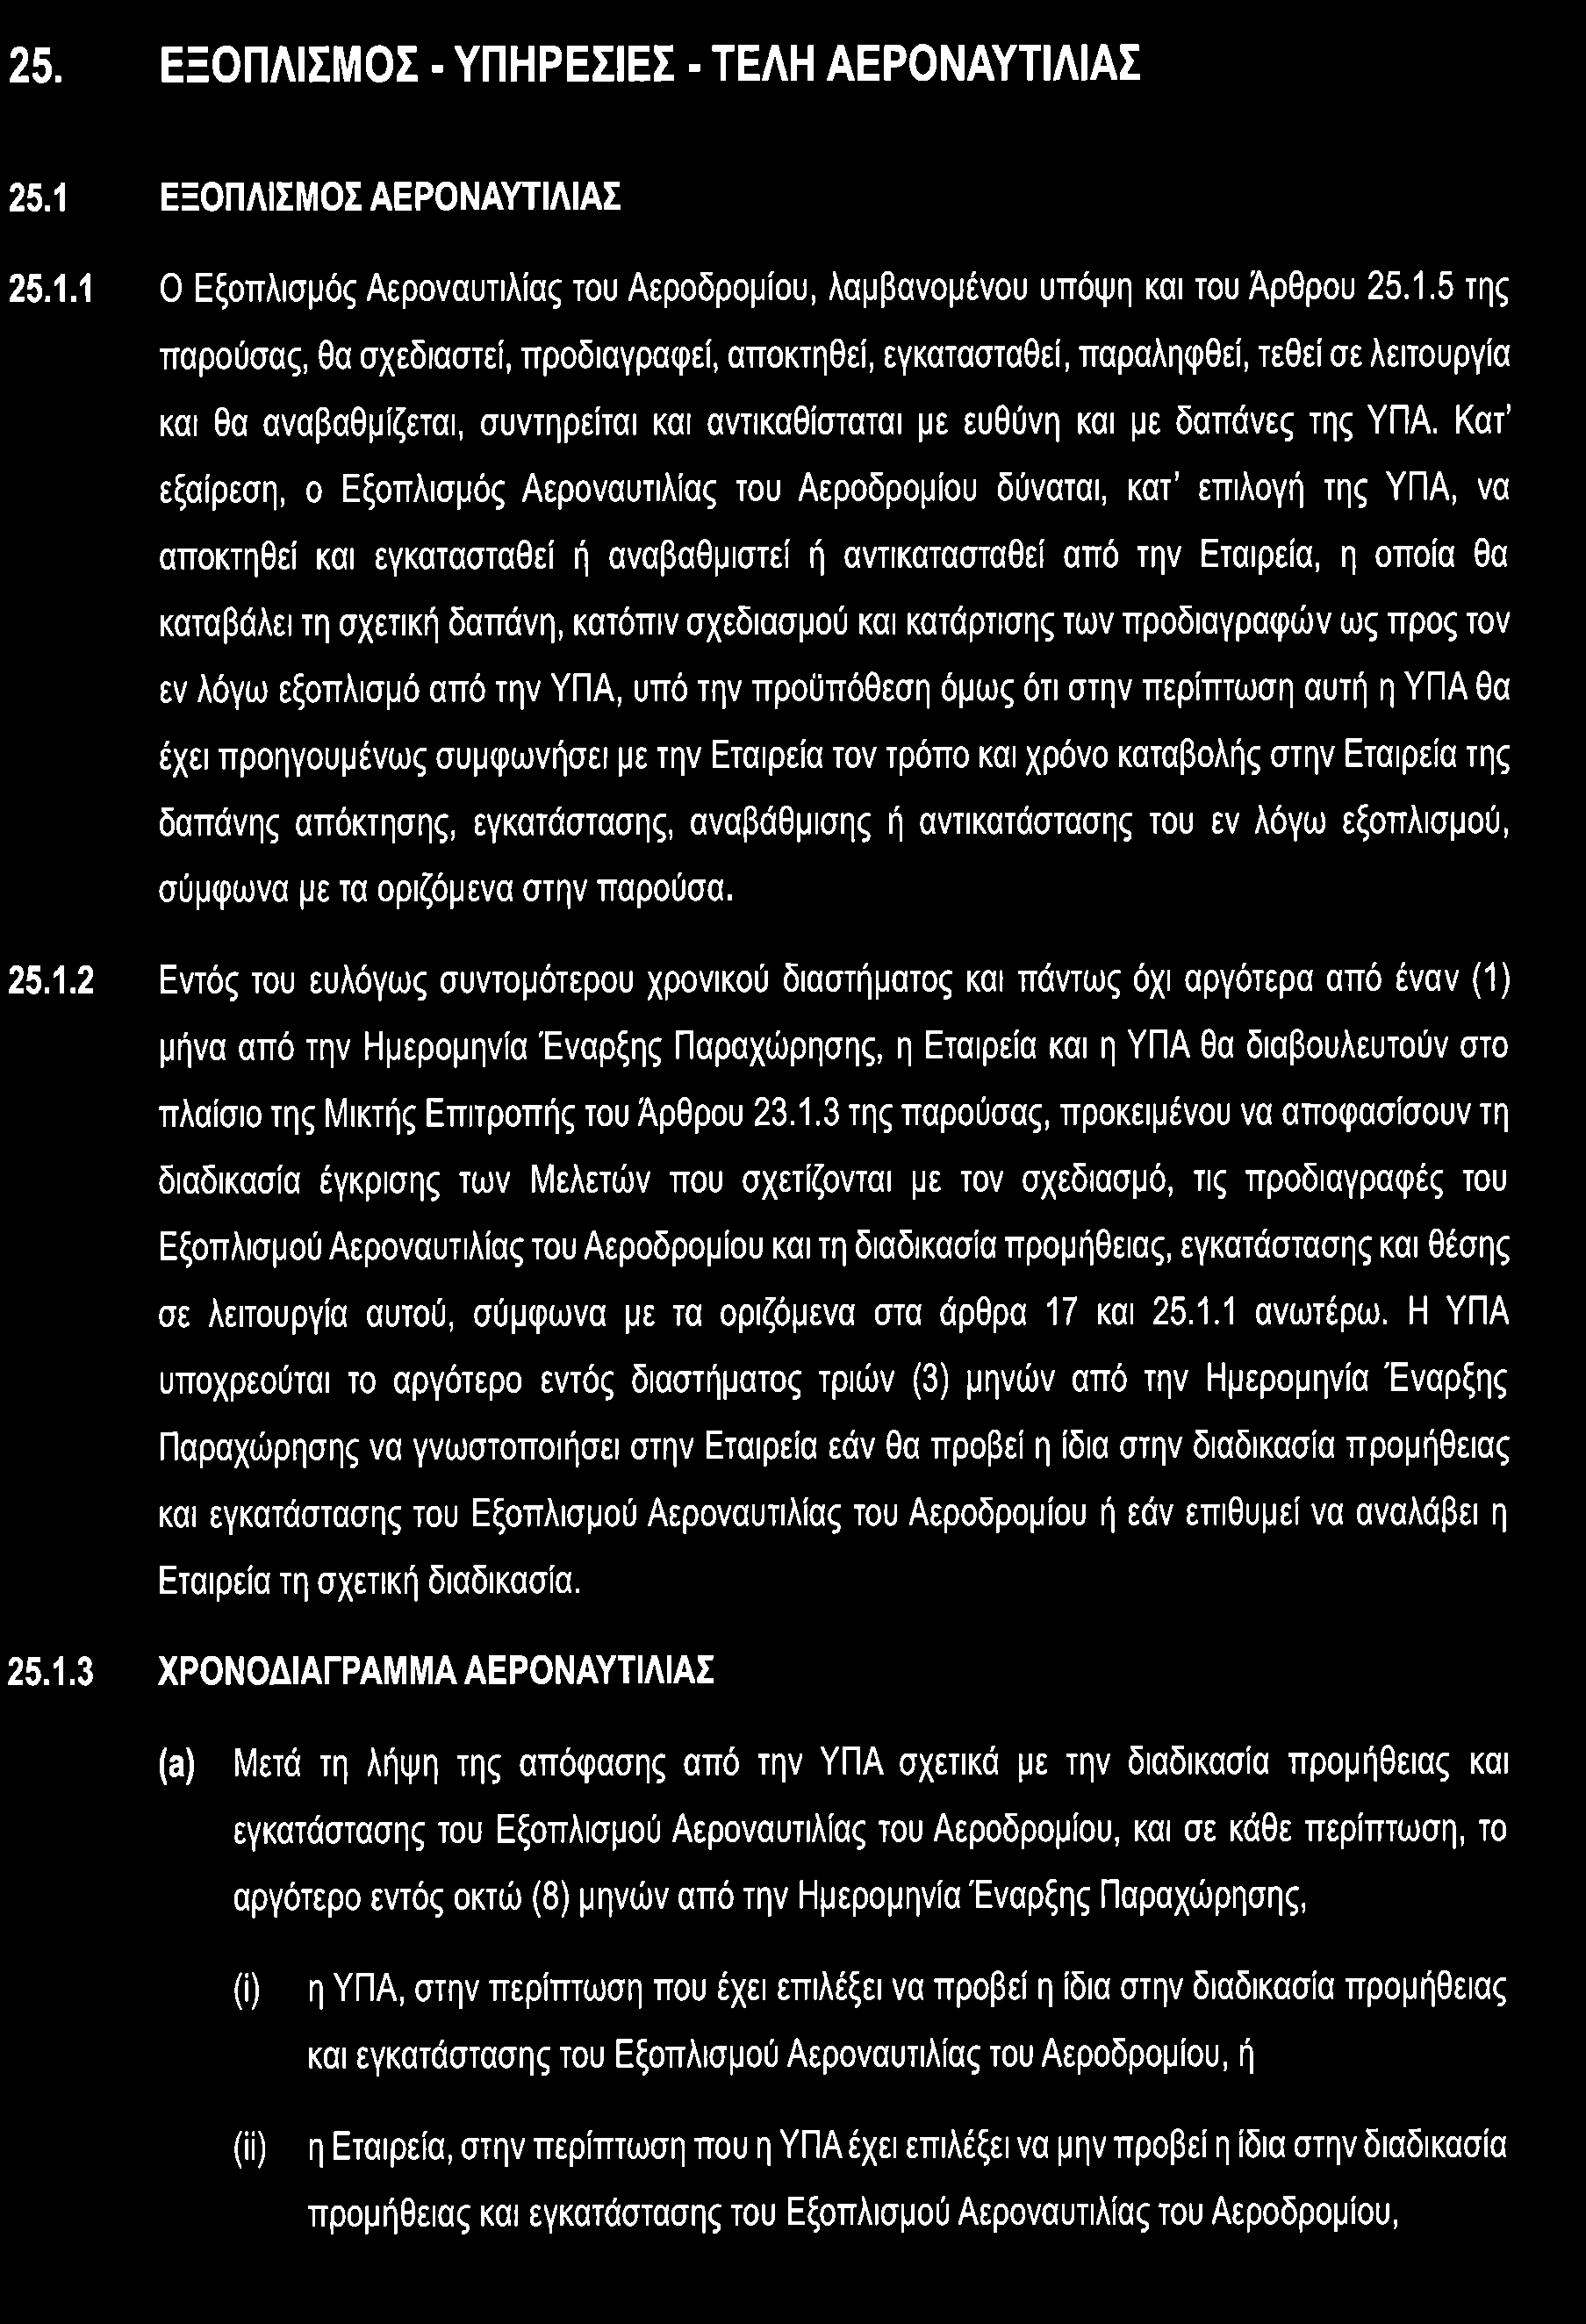 25. ΕΞΟΠΛΙΣΜΟΣ - ΥΠΗΡΕΣΙΕΣ - ΤΕΛΗ ΑΕΡΟΝΑΥΤΙΛΙΑΣ
25.1 ΕΞΟΠΛΙΣΜΟΣ ΑΕΡΟΝΑΥΤΙΛΙΑΣ
25.1.1 Ο Εξοπλισμός Αεροναυτιλίας του Αεροδρομίου, λαμβανομένου υπόψη και του Άρθρου 25.1.5 της
παρούσας, θα σχεδιαστεί, προδιαγραφεί, αποκτηθεί, εγκατασταθεί, παραληφθεί, τεθεί σε λειτουργία
και θα αναβαθμίζεται, συντηρείται και αντικαθίσταται με ευθύνη και με δαπάνες της ΥΠΑ. Κατ’
εξαίρεση, ο Εξοπλισμός Αεροναυτιλίας του Αεροδρομίου δύναται, κατ’ επιλογή της ΥΠΑ, να
αποκτηθεί και εγκατασταθεί ή αναβαθμιστεί ή αντικατασταθεί από την Εταιρεία, η οποία θα
καταβάλει τη σχετική δαπάνη, κατόπιν σχεδιασμού και κατάρτισης των προδιαγραφών ως προς τον
εν λόγω εξοπλισμό από την ΥΠΑ, υπό την προϋπόθεση όμως ότι στην περίπτωση αυτή η ΥΠΑ θα
έχει προηγουμένως συμφωνήσει με την Εταιρεία τον τρόπο και χρόνο καταβολής στην Εταιρεία της
δαπάνης απόκτησης, εγκατάστασης, αναβάθμισης ή αντικατάστασης του εν λόγω εξοπλισμού,
σύμφωνα με τα οριζόμενα στην παρούσα.
25.1.2 Εντός του ευλόγως συντομότερου χρονικού διαστήματος και πάντως όχι αργότερα από έναν (1)
μήνα από την Ημερομηνία Έναρξης Παραχώρησης, η Εταιρεία και η ΥΠΑ θα διαβουλευτούν στο
πλαίσιο της Μικτής Επιτροπής του Άρθρου 23.1.3 της παρούσας, προκειμένου να αποφασίσουν τη
διαδικασία έγκρισης των Μελετών που σχετίζονται με τον σχεδιασμό, τις προδιαγραφές του
Εξοπλισμού Αεροναυτιλίας του Αεροδρομίου και τη διαδικασία προμήθειας, εγκατάστασης και θέσης
σε λειτουργία αυτού, σύμφωνα με τα οριζόμενα στα άρθρα 17 και 25.1.1 ανωτέρω. Η ΥΠΑ
υποχρεούται το αργότερο εντός διαστήματος τριών (3) μηνών από την Ημερομηνία Έναρξης
Παραχώρησης να γνωστοποιήσει στην Εταιρεία εάν θα προβεί η ίδια στην διαδικασία προμήθειας
και εγκατάστασης του Εξοπλισμού Αεροναυτιλίας του Αεροδρομίου ή εάν επιθυμεί να αναλάβει η
Εταιρεία τη σχετική διαδικασία.
25.1.3 ΧΡΟΝΟΔΙΑΓΡΑΜΜΑ ΑΕΡΟΝΑΥΤΙΛΙΑΣ
(a) Μετά τη λήψη της απόφασης από την ΥΠΑ σχετικά με την διαδικασία προμήθειας και
εγκατάστασης του Εξοπλισμού Αεροναυτιλίας του Αεροδρομίου, και σε κάθε περίπτωση, το
αργότερο εντός οκτώ (8) μηνών από την Ημερομηνία Έναρξης Παραχώρησης,
(i) η ΥΠΑ, στην περίπτωση που έχει επιλέξει να προβεί η ίδια στην διαδικασία προμήθειας
και εγκατάστασης του Εξοπλισμού Αεροναυτιλίας του Αεροδρομίου, ή
(ii) η Εταιρεία, στην περίπτωση που η ΥΠΑ έχει επιλέξει να μην προβεί η ίδια στην διαδικασία
προμήθειας και εγκατάστασης του Εξοπλισμού Αεροναυτιλίας του Αεροδρομίου,